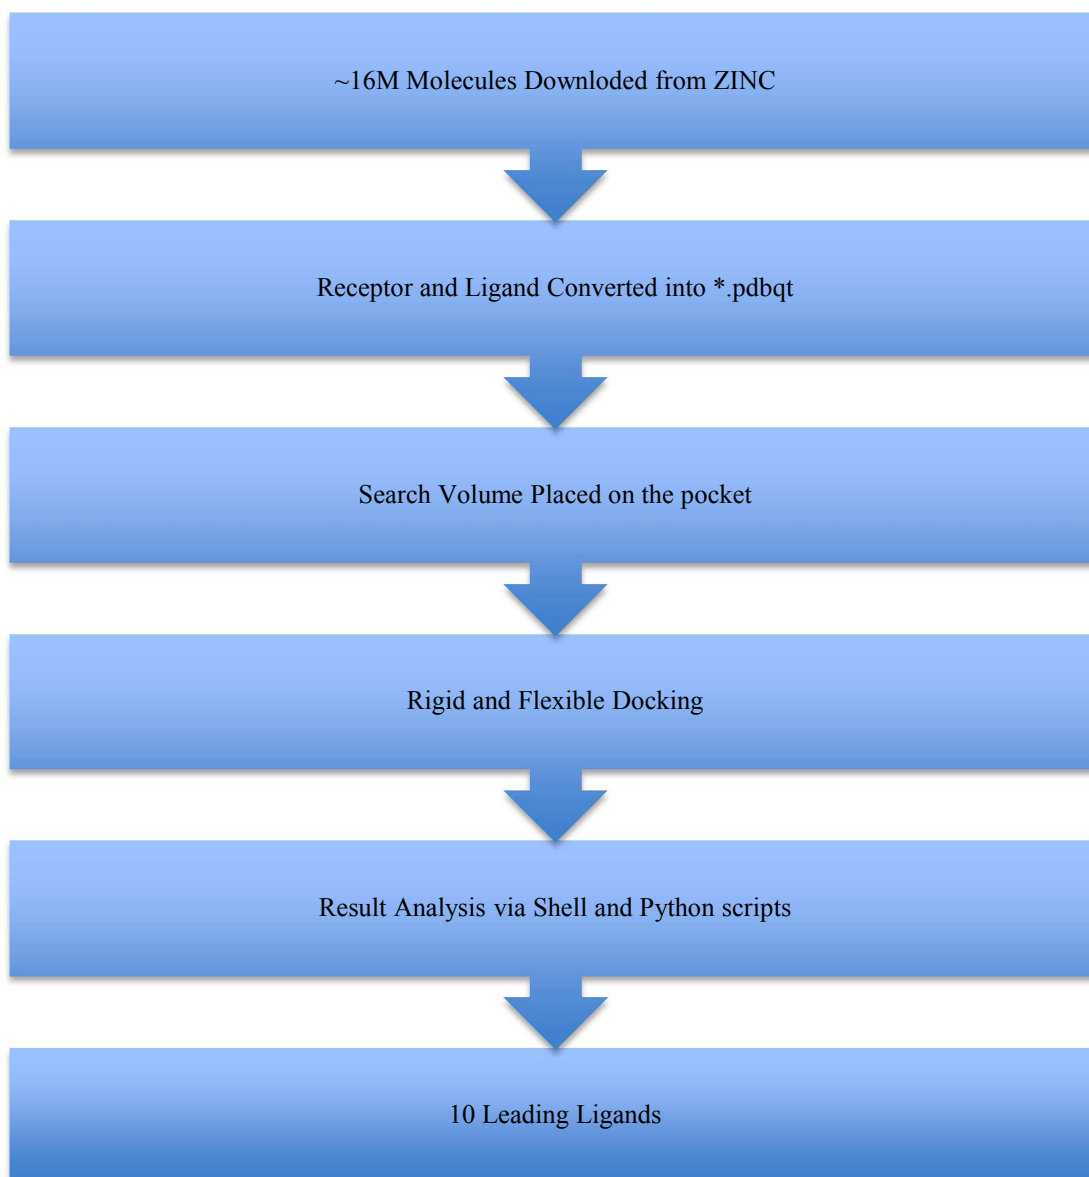 ~16M Molecules Downloded from ZINC
Receptor and Ligand Converted into *.pdbqt
Search Volume Placed on the pocket
Rigid and Flexible Docking
Result Analysis via Shell and Python scripts
10 Leading Ligands